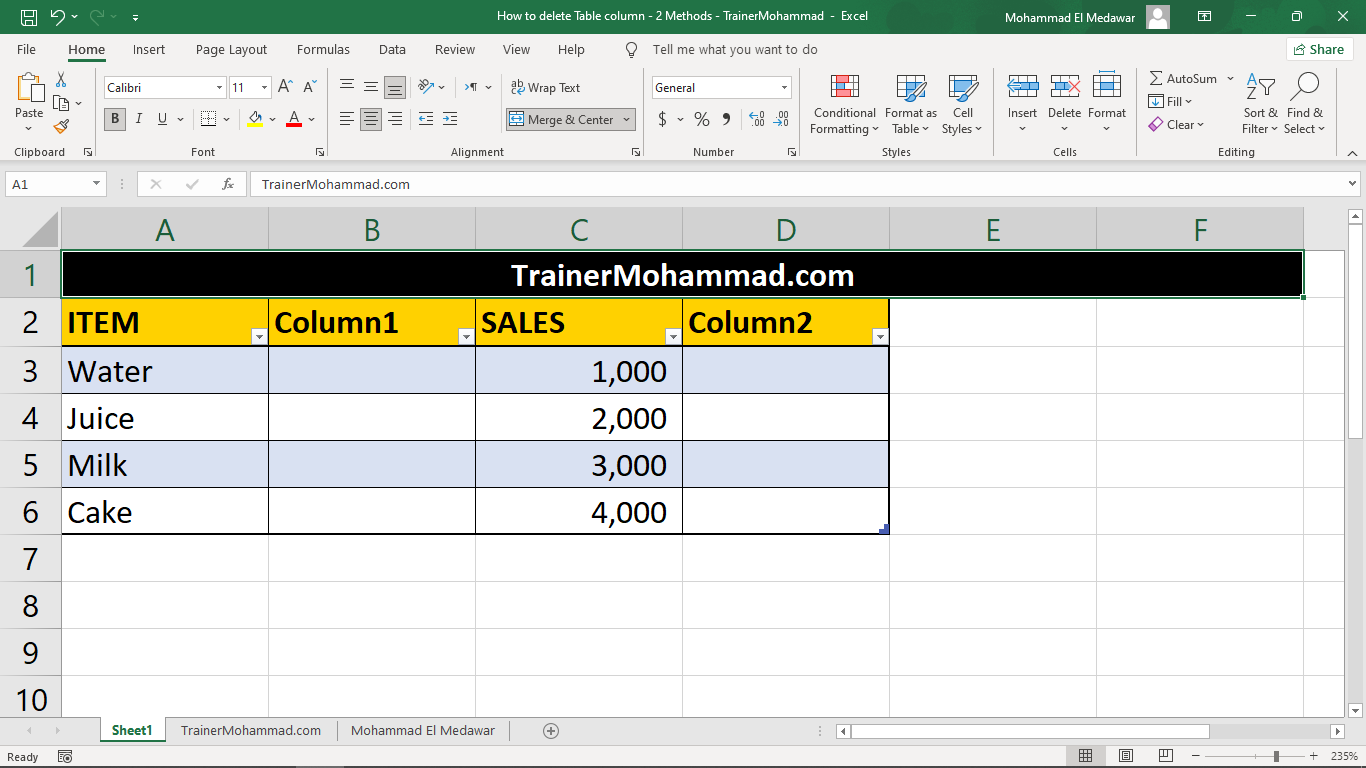 How to delete Table column - 2 Methods - TrainerMohammad - Excel
Mohammad El Medawar
File Home Insert Page Layout Formulas Data Review View Help Tell me what you want to do
Share
Paste
Clipboard
Calibri 11
B I U A
Font
Wrap Text
Merge & Center
Alignment
General
$ % 9
Number
Conditional Formatting
Format as Table
Cell Styles
Styles
Insert Delete Format
Cells
AutoSum
Fill
Clear
Sort & Filter
Find & Select
Editing
A1 fx TrainerMohammad.com
A B C D E F
1 TrainerMohammad.com
2 ITEM Column1 SALES Column2
3 Water 1,000
4 Juice 2,000
5 Milk 3,000
6 Cake 4,000
7
8
9
10
Sheet1 TrainerMohammad.com Mohammad El Medawar
Ready 235%